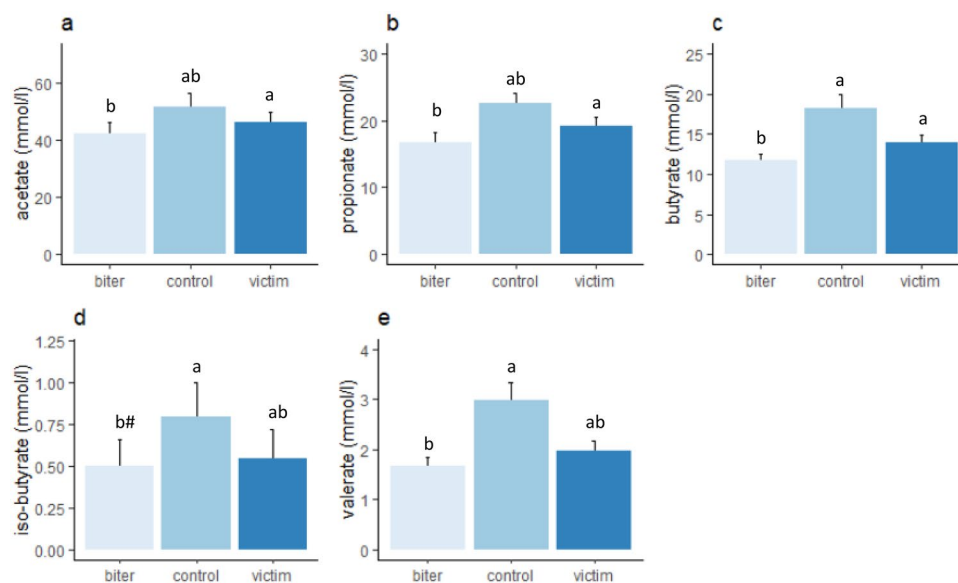 a
acetate (mmol/l)
60
40
20
0
b
ab
a
biter control victim
b
propionate (mmol/l)
30
20
10
0
b
ab
a
biter control victim
c
butyrate (mmol/l)
25
20
15
10
5
0
b
a
a
biter control victim
d
iso-butyrate (mmol/l)
1.25
1.00
0.75
0.50
0.25
0.00
b#
a
ab
biter control victim
e
valerate (mmol/l)
4
3
2
1
0
b
a
ab
biter control victim